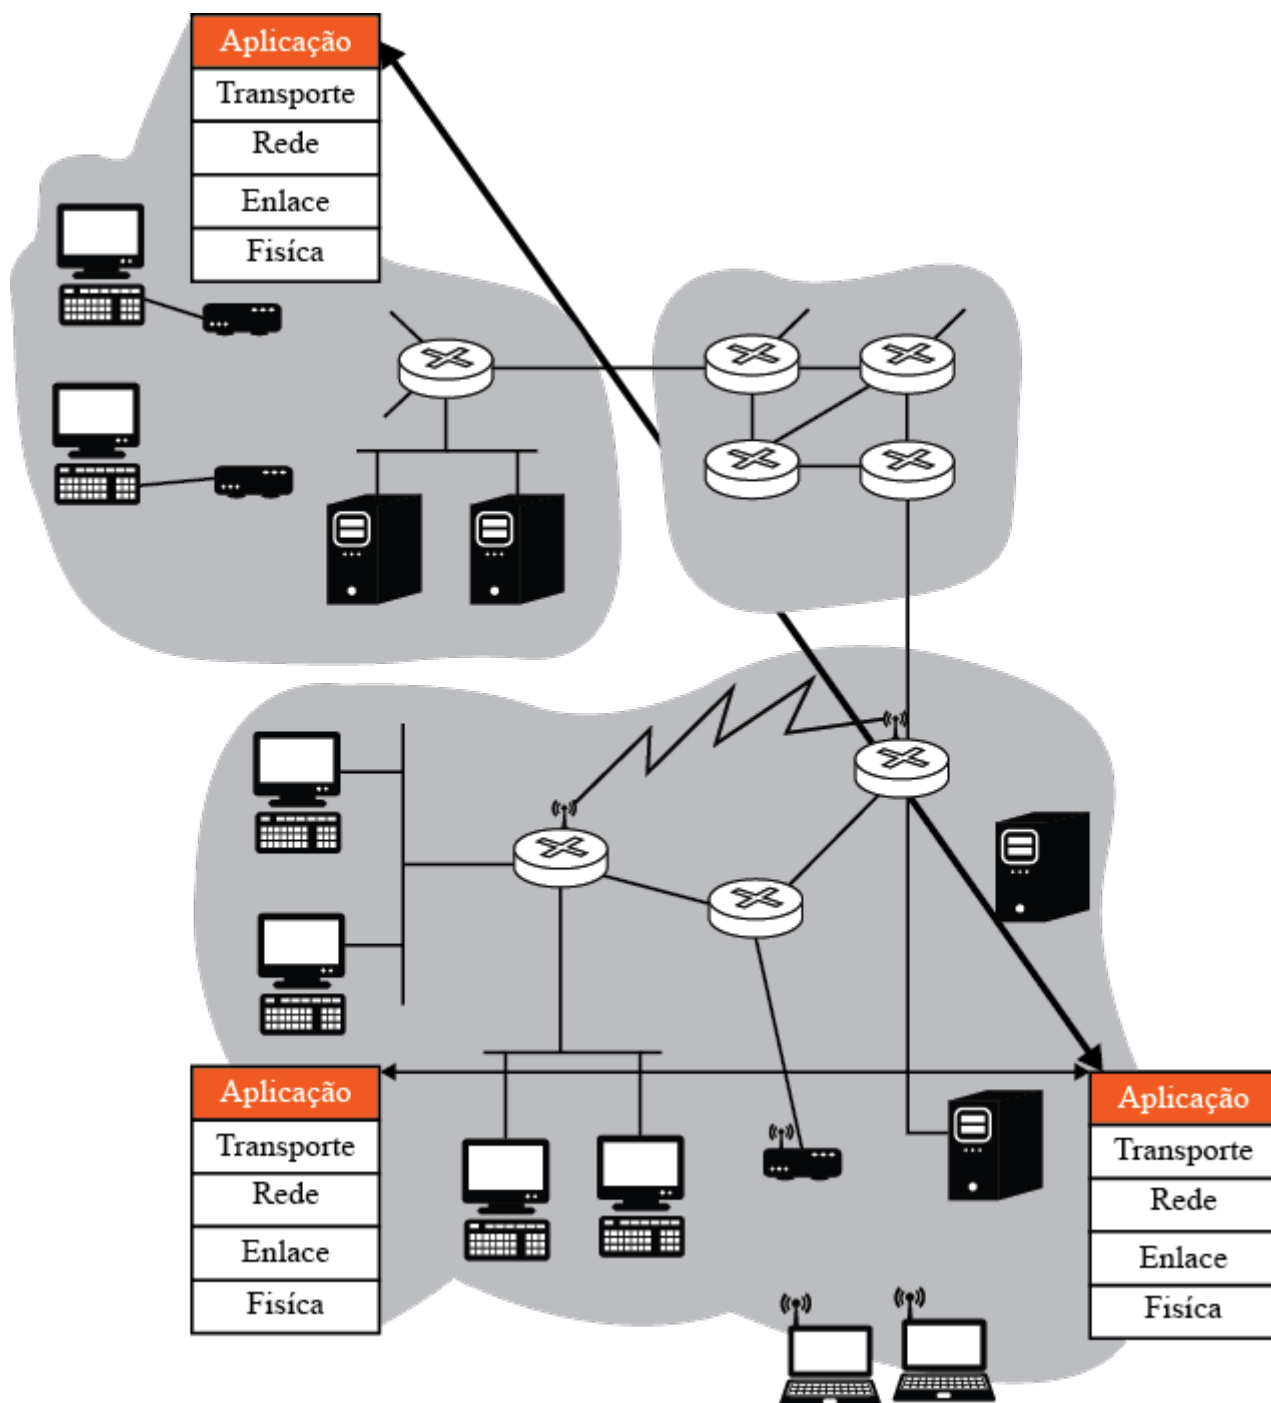 Aplicação
Transporte
Rede
Enlace
Fisíca
Aplicação
Transporte
Rede
Enlace
Fisíca
Aplicação
Transporte
Rede
Enlace
Fisíca